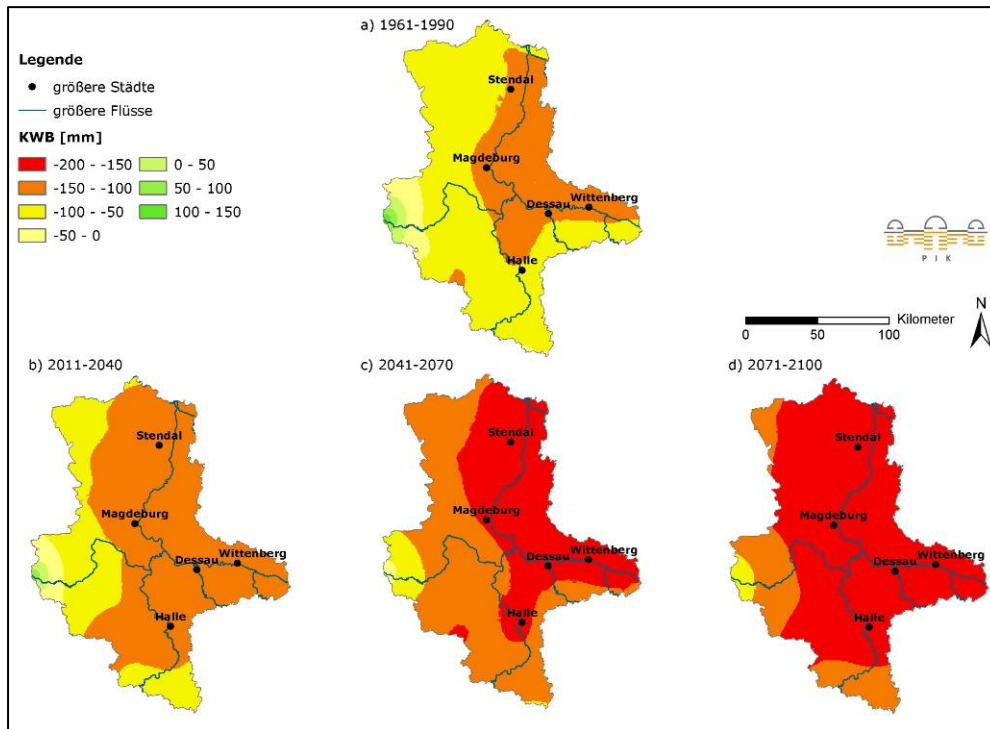 a) 1961-1990
Legende
größere Städte
größere Flüsse
KWB [mm]
-200 - -150
0 - 50
-150 - -100
50 - 100
-100 - -50
100 - 150
-50 - 0
Stendal
Magdeburg
Dessau
Wittenberg
Halle
P I K
N
Kilometer
0 50 100
b) 2011-2040
Stendal
Magdeburg
Dessau
Wittenberg
Halle
c) 2041-2070
Stendal
Magdeburg
Dessau
Wittenberg
Halle
d) 2071-2100
Stendal
Magdeburg
Dessau
Wittenberg
Halle